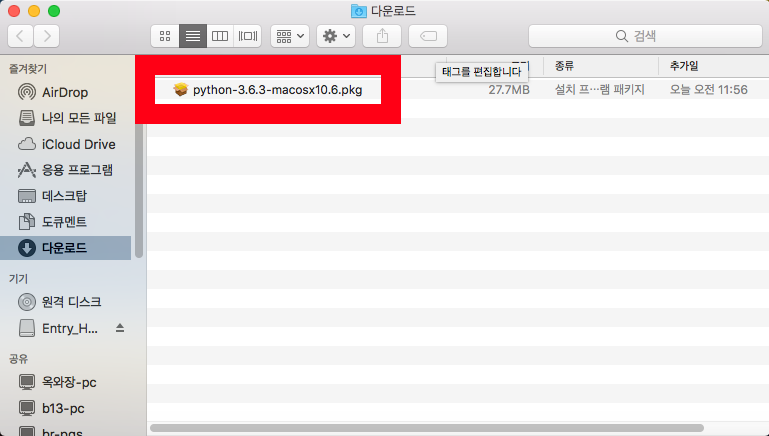 다운로드
검색
즐겨찾기
AirDrop
나의 모든 파일
iCloud Drive
응용 프로그램
데스크탑
도큐멘트
다운로드
기기
원격 디스크
Entry_H...
공유
옥와장-pc
b13-pc
태그를 편집합니다
종류
추가일
python-3.6.3-macosx10.6.pkg
27.7MB
설치 프⋯램 패키지
오늘 오전 11:56